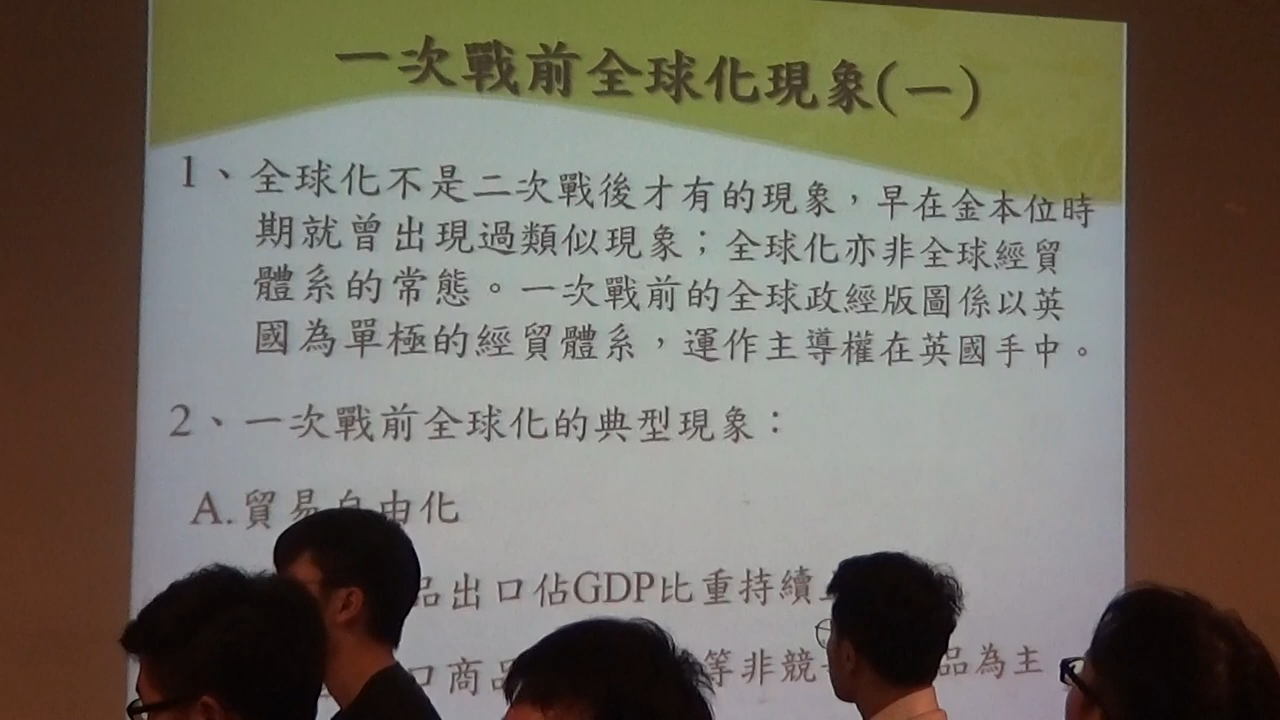 一次戰前全球化現象(一)
1、全球化不是二次戰後才有的現象，早在金本位時
期就曾出現過類似現象；全球化亦非全球經貿
體系的常態。一次戰前的全球政經版圖係以英
國為單極的經貿體系，運作主導權在英國手中。
2、一次戰前全球化的典型現象：
A.貿易自由化
品出口佔GDP比重持續
口商品 等非競 品為主